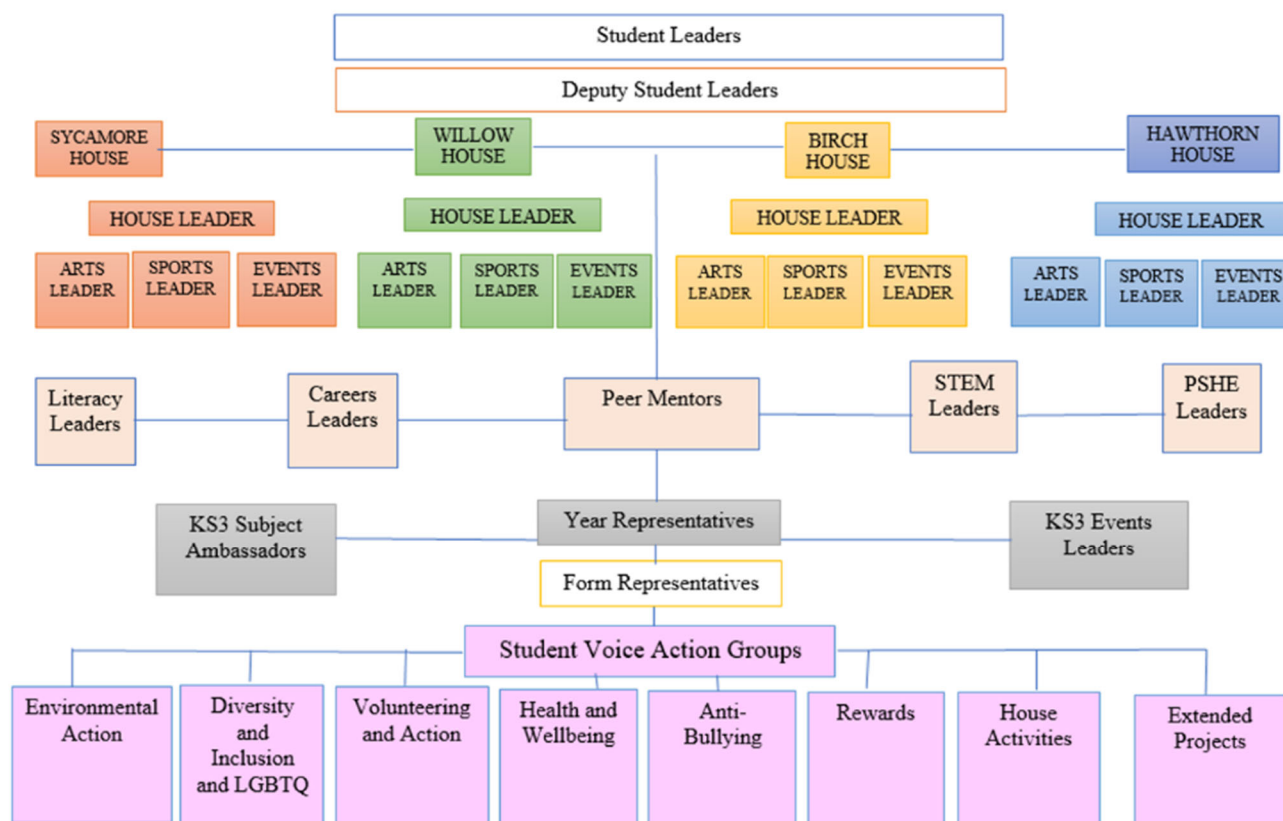 Student Leaders
Deputy Student Leaders
SYCAMORE
HOUSE
WILLOW
HOUSE
BIRCH
HOUSE
HAWTHORN
HOUSE
HOUSE LEADER
HOUSE LEADER
HOUSE LEADER
HOUSE LEADER
ARTS
LEADER
SPORTS
LEADER
EVENTS
LEADER
ARTS
LEADER
SPORTS
LEADER
EVENTS
LEADER
ARTS
LEADER
SPORTS
LEADER
EVENTS
LEADER
ARTS
LEADER
SPORTS
LEADER
EVENTS
LEADER
Literacy
Leaders
Careers
Leaders
Peer Mentors
STEM
Leaders
PSHE
Leaders
KS3 Subject
Ambassadors
Year Representatives
KS3 Events
Leaders
Form Representatives
Student Voice Action Groups
Environmental
Action
Diversity
and
Inclusion
and LGBTQ
Volunteering
and Action
Health and
Wellbeing
Anti-
Bullying
Rewards
House
Activities
Extended
Projects